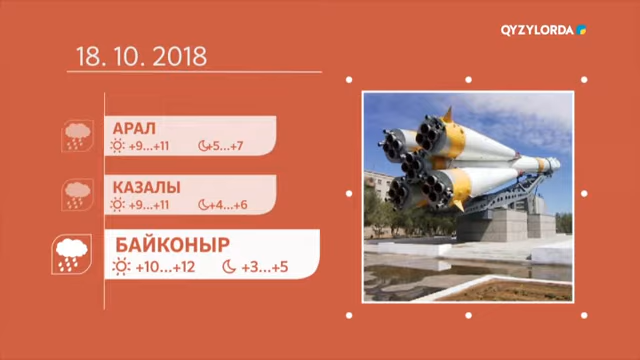 QYZYLORDA
18. 10. 2018
АРАЛ
+9...+11 +5...+7
КАЗАЛЫ
+9...+11 +4...+6
БАЙКОНЫР
+10...+12 +3...+5